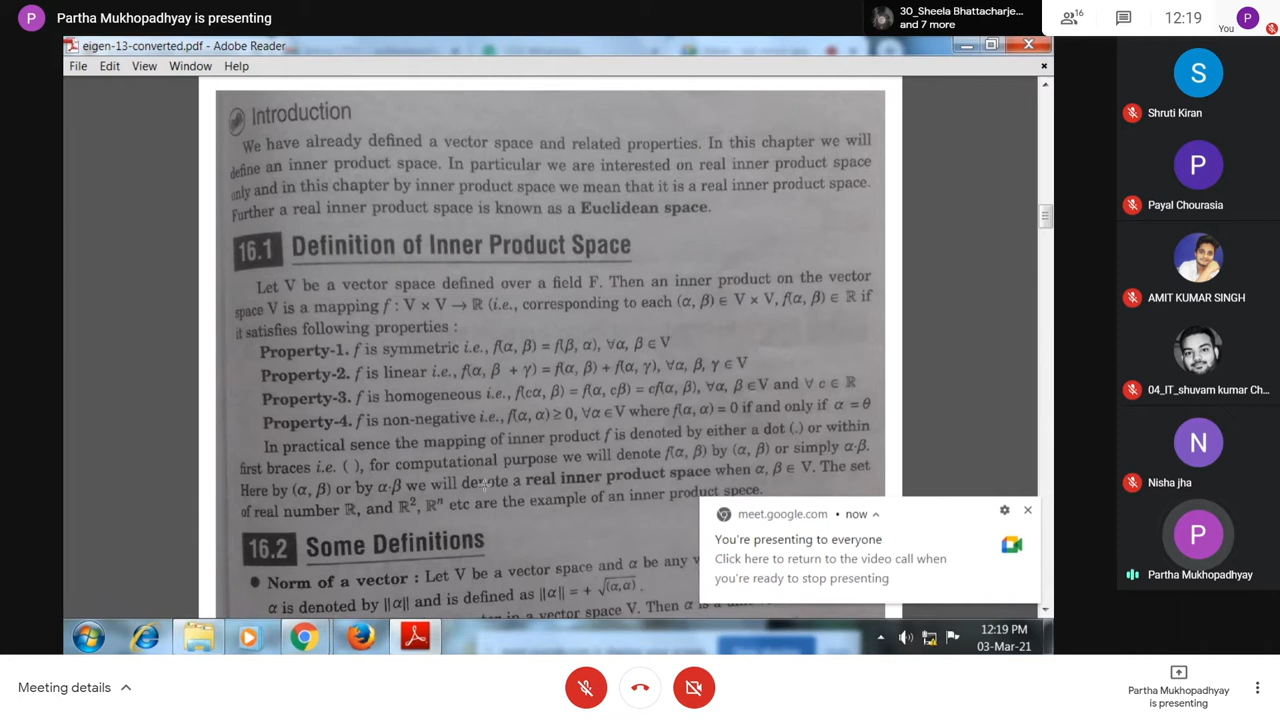 Partha Mukhopadhyay is presenting
30_Sheela Bhattacharje...
and 7 more
16
12:19
You
P
eigen-13-converted.pdf - Adobe Reader
File Edit View Window Help
Introduction
We have already defined a vector space and related properties. In this chapter we will
define an inner product space. In particular we are interested on real inner product space
only and in this chapter by inner product space we mean that it is a real inner product space.
Further a real inner product space is known as a Euclidean space.
16.1 Definition of Inner Product Space
Let V be a vector space defined over a field F. Then an inner product on the vector
space V is a mapping f : V × V → ℝ (i.e., corresponding to each (α, β) ∈ V × V, f(α, β) ∈ ℝ if
it satisfies following properties :
Property-1. f is symmetric i.e., f(α, β) = f(β, α), ∀α, β ∈ V
Property-2. f is linear i.e., f(α, β + γ) = f(α, β) + f(α, γ), ∀α, β, γ ∈ V
Property-3. f is homogeneous i.e., f(cα, β) = f(α, cβ) = cf(α, β), ∀α, β∈V and ∀ c ∈ ℝ
Property-4. f is non-negative i.e., f(α, α) ≥ 0, ∀α∈V where f(α, α) = 0 if and only if α = θ
In practical sence the mapping of inner product f is denoted by either a dot (.) or within
first braces i.e. ( ), for computational purpose we will denote f(α, β) by (α, β) or simply α·β.
Here by (α, β) or by α·β we will denote a real inner product space when α, β ∈ V. The set
of real number ℝ, and ℝ², ℝⁿ etc are the example of an inner product spece.
16.2 Some Definitions
● Norm of a vector : Let V be a vector space and α be any v
α is denoted by ||α|| and is defined as ||α|| = + √(α,α) .
in a vector space V. Then α is a
meet.google.com • now
You're presenting to everyone
Click here to return to the video call when
you're ready to stop presenting
12:19 PM
03-Mar-21
S
Shruti Kiran
P
Payal Chourasia
AMIT KUMAR SINGH
04_IT_shuvam kumar Ch...
N
Nisha jha
P
Partha Mukhopadhyay
Meeting details
Partha Mukhopadhyay
is presenting